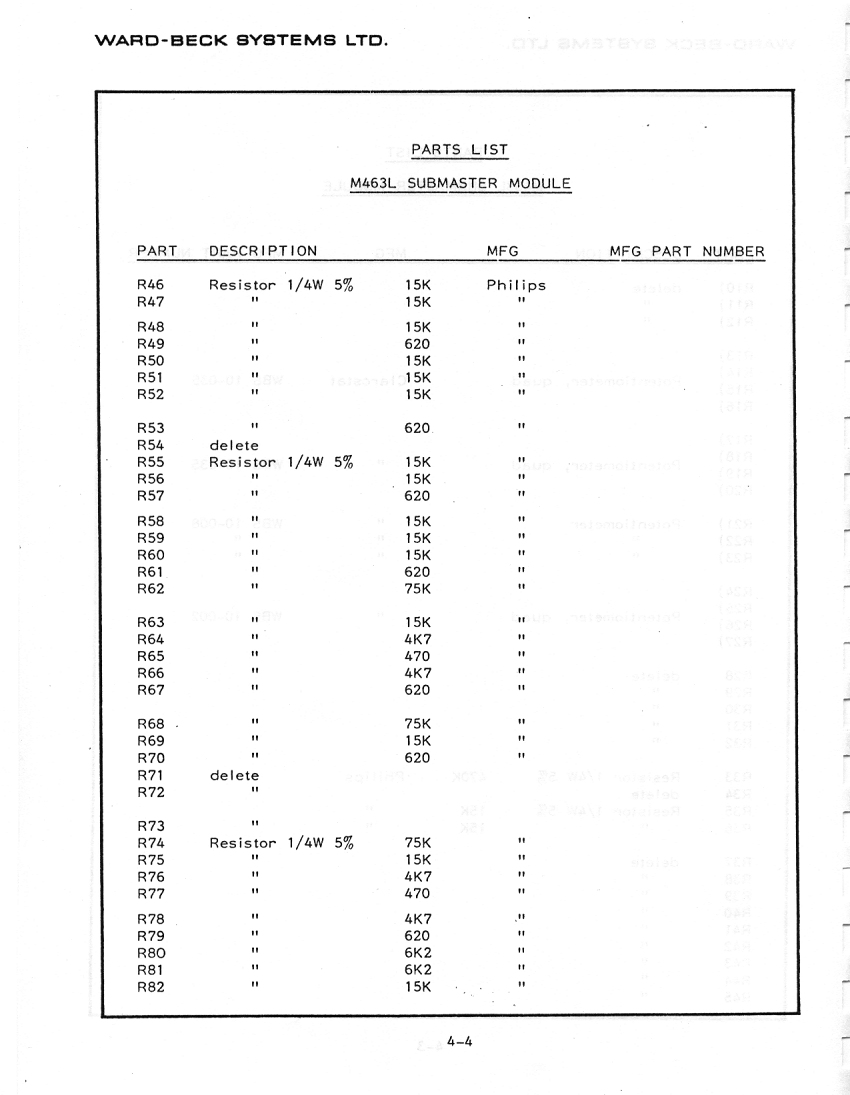 WARD-BECK SYSTEMS LTD.
PARTS LIST
M463L SUBMASTER MODULE
PART DESCRIPTION MFG MFG PART NUMBER
R46 Resistor 1/4W 5% 15K Philips
R47 " 15K "
R48 " 15K "
R49 " 620 "
R50 " 15K "
R51 " 15K "
R52 " 15K "
R53 " 620 "
R54 delete
R55 Resistor 1/4W 5% 15K "
R56 " 15K "
R57 " 620 "
R58 " 15K "
R59 " 15K "
R60 " 15K "
R61 " 620 "
R62 " 75K "
R63 " 15K "
R64 " 4K7 "
R65 " 470 "
R66 " 4K7 "
R67 " 620 "
R68 " 75K "
R69 " 15K "
R70 " 620 "
R71 delete
R72 "
R73 "
R74 Resistor 1/4W 5% 75K "
R75 " 15K "
R76 " 4K7 "
R77 " 470 "
R78 " 4K7 "
R79 " 620 "
R80 " 6K2 "
R81 " 6K2 "
R82 " 15K "
4-4